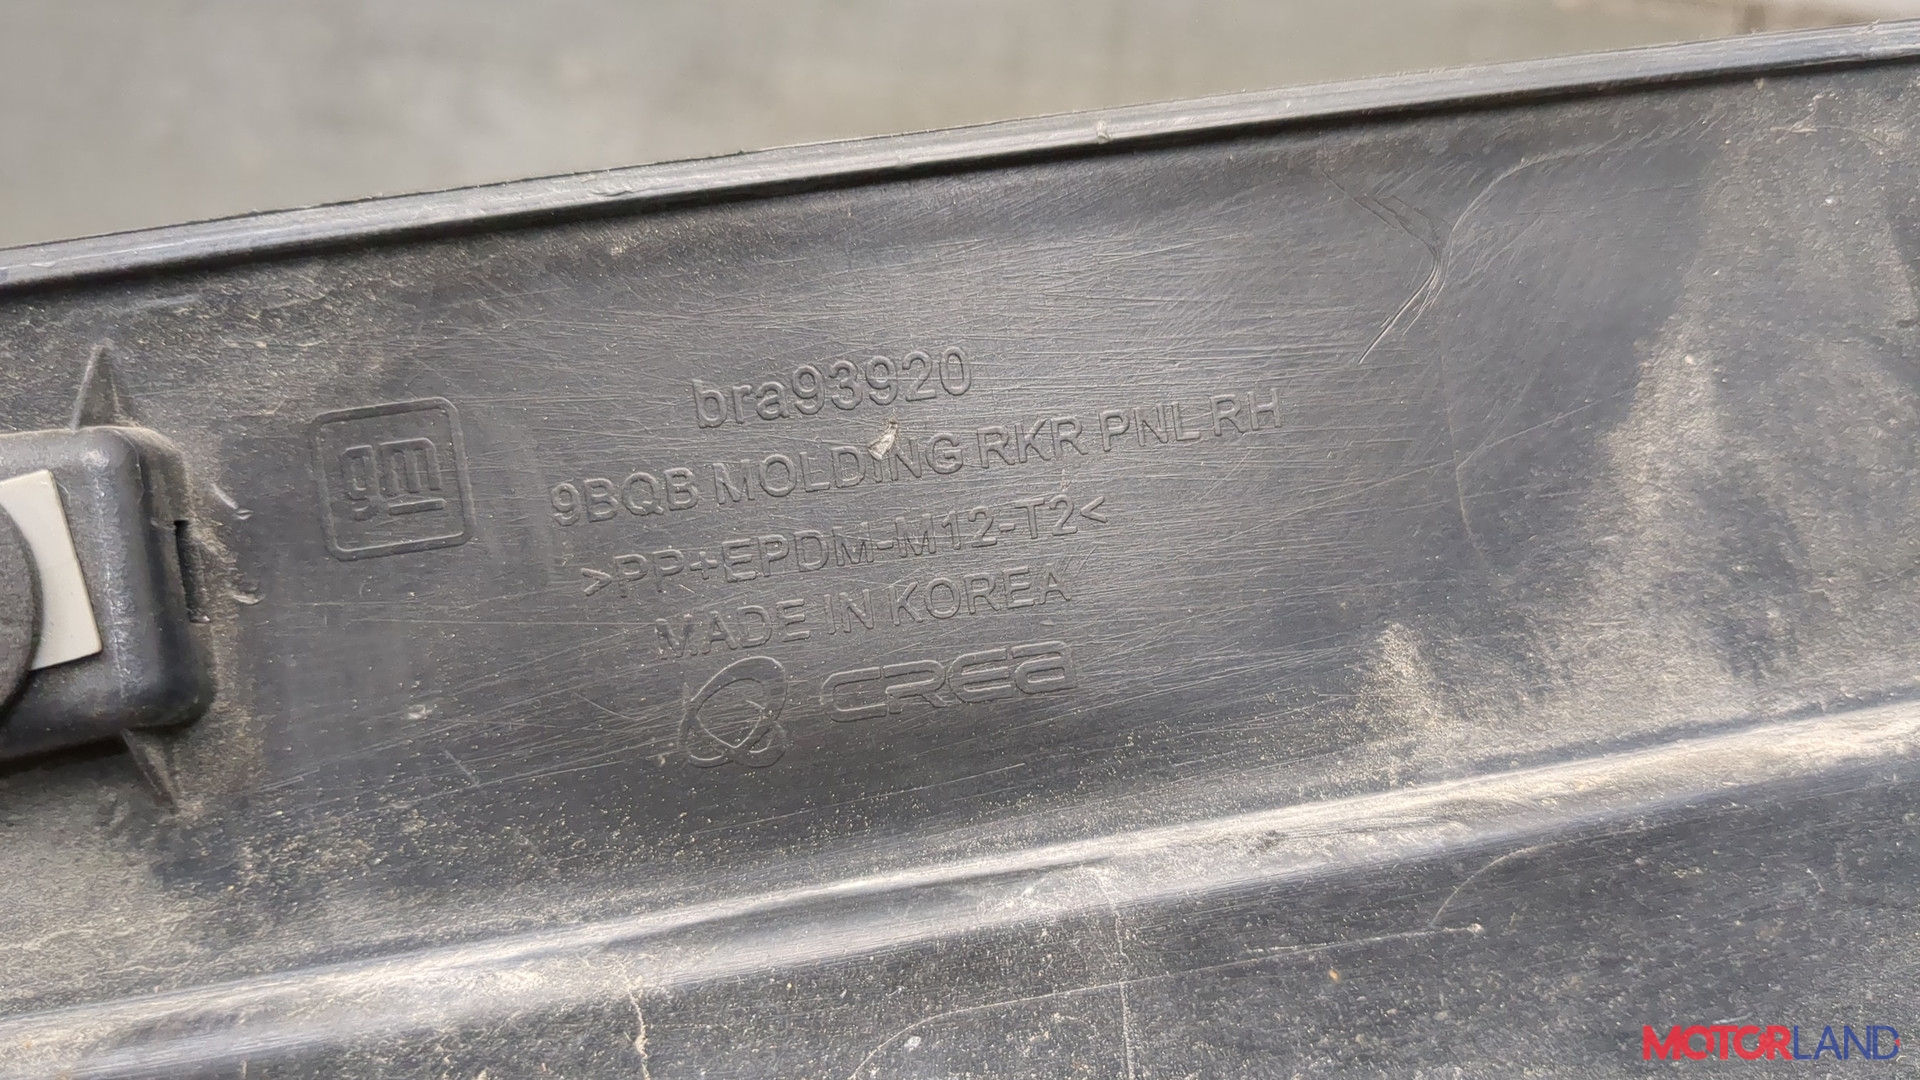 bra93920
gm
9BQB MOLDING RKR PNL RH
>PP+EPDM-M12-T2<
MADE IN KOREA
CREA
MOTORLAND